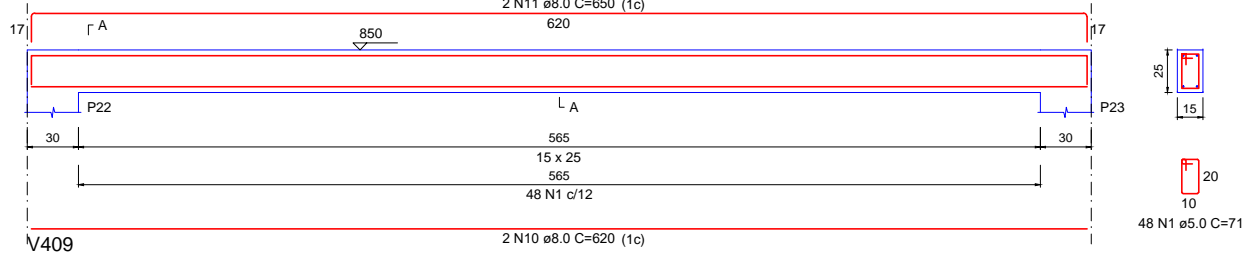 2 N11 ø8.0 C=650 (1c)
17
A
620
17
850
25
P22
A
P23
15
30
565
30
15 x 25
565
48 N1 c/12
20
10
48 N1 ø5.0 C=71
V409
2 N10 ø8.0 C=620 (1c)